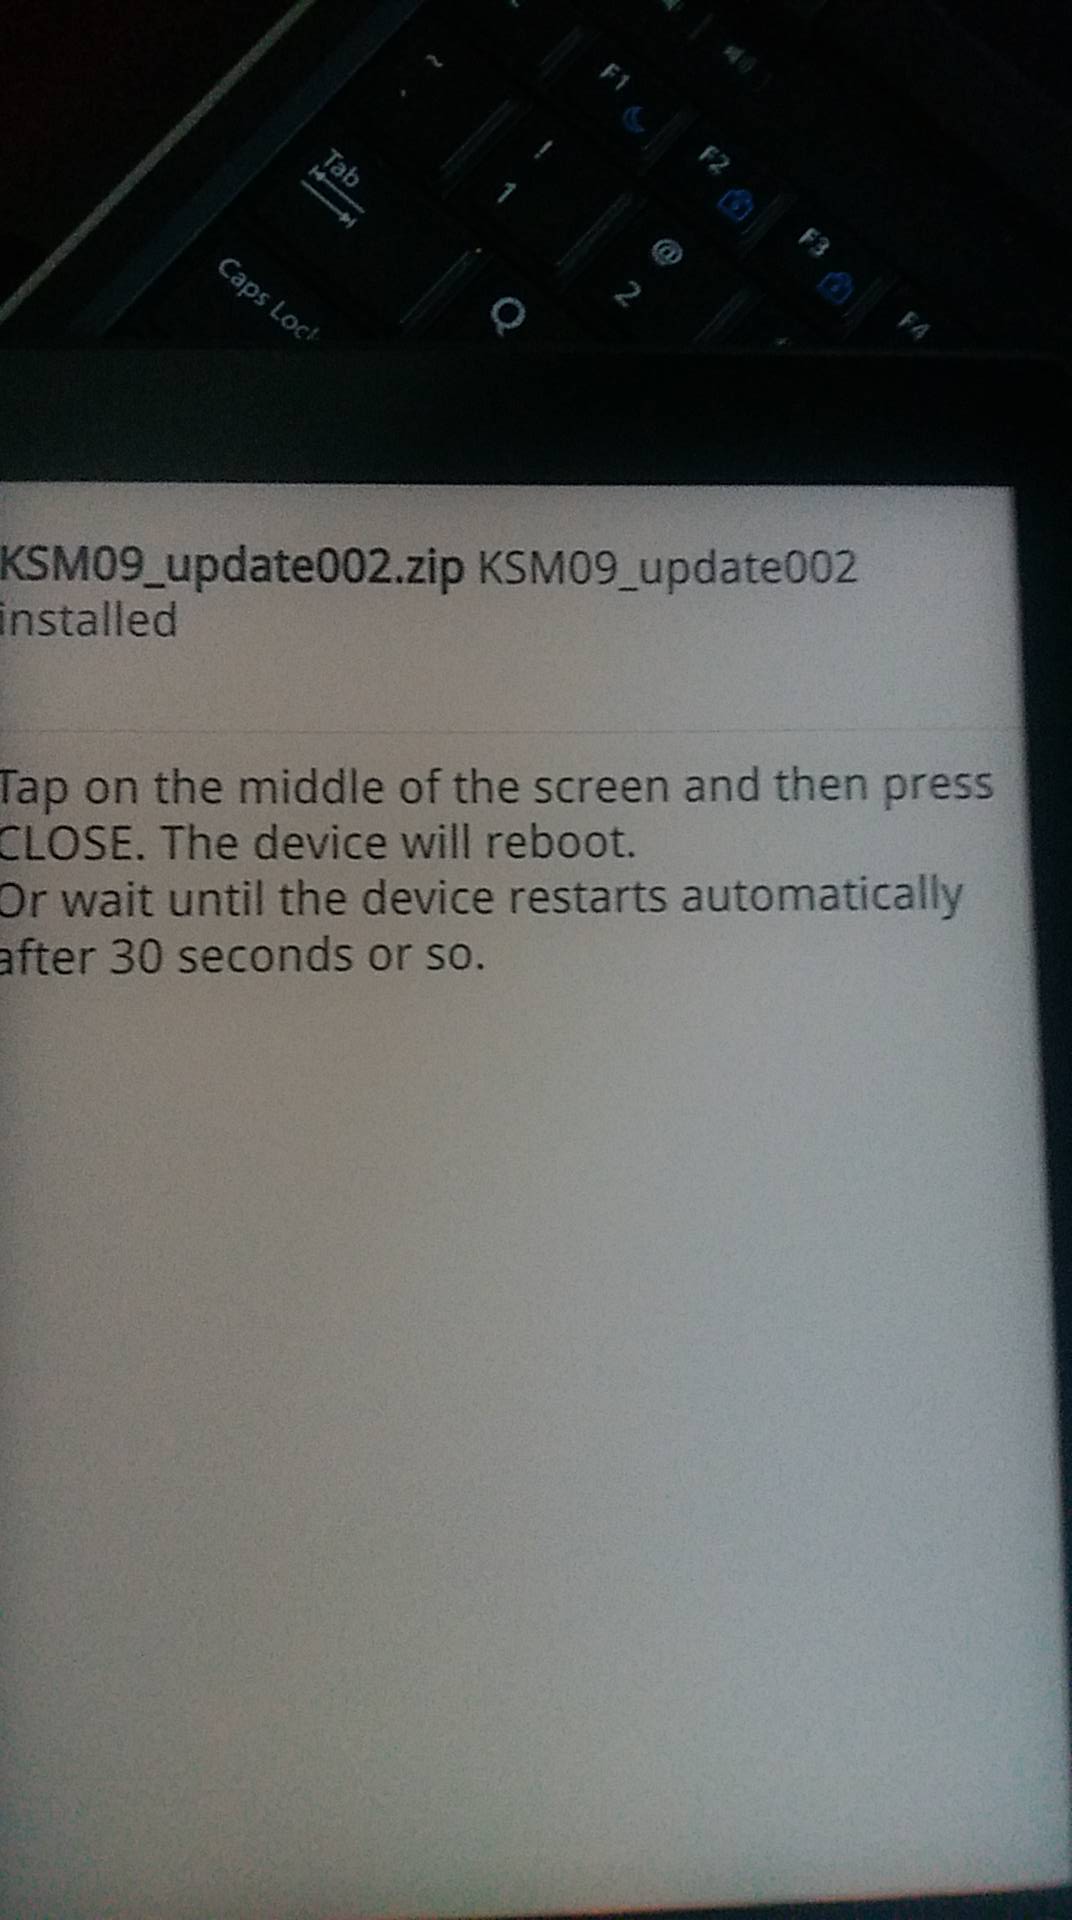 ~
F1
!
1
F2
Tab
@
2
F3
Caps Lock
Q
F4
KSM09_update002.zip KSM09_update002
installed
Tap on the middle of the screen and then press
CLOSE. The device will reboot.
Or wait until the device restarts automatically
after 30 seconds or so.